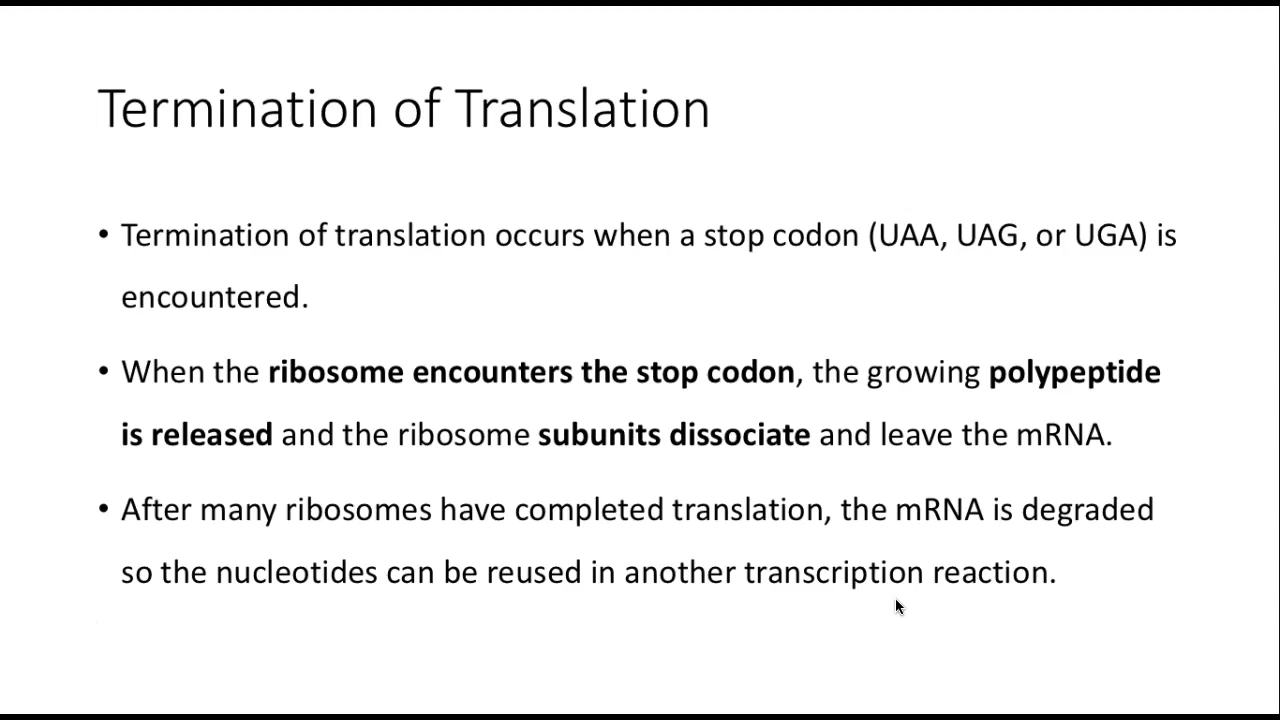 Termination of Translation
• Termination of translation occurs when a stop codon (UAA, UAG, or UGA) is
encountered.
• When the ribosome encounters the stop codon, the growing polypeptide
is released and the ribosome subunits dissociate and leave the mRNA.
• After many ribosomes have completed translation, the mRNA is degraded
so the nucleotides can be reused in another transcription reaction.